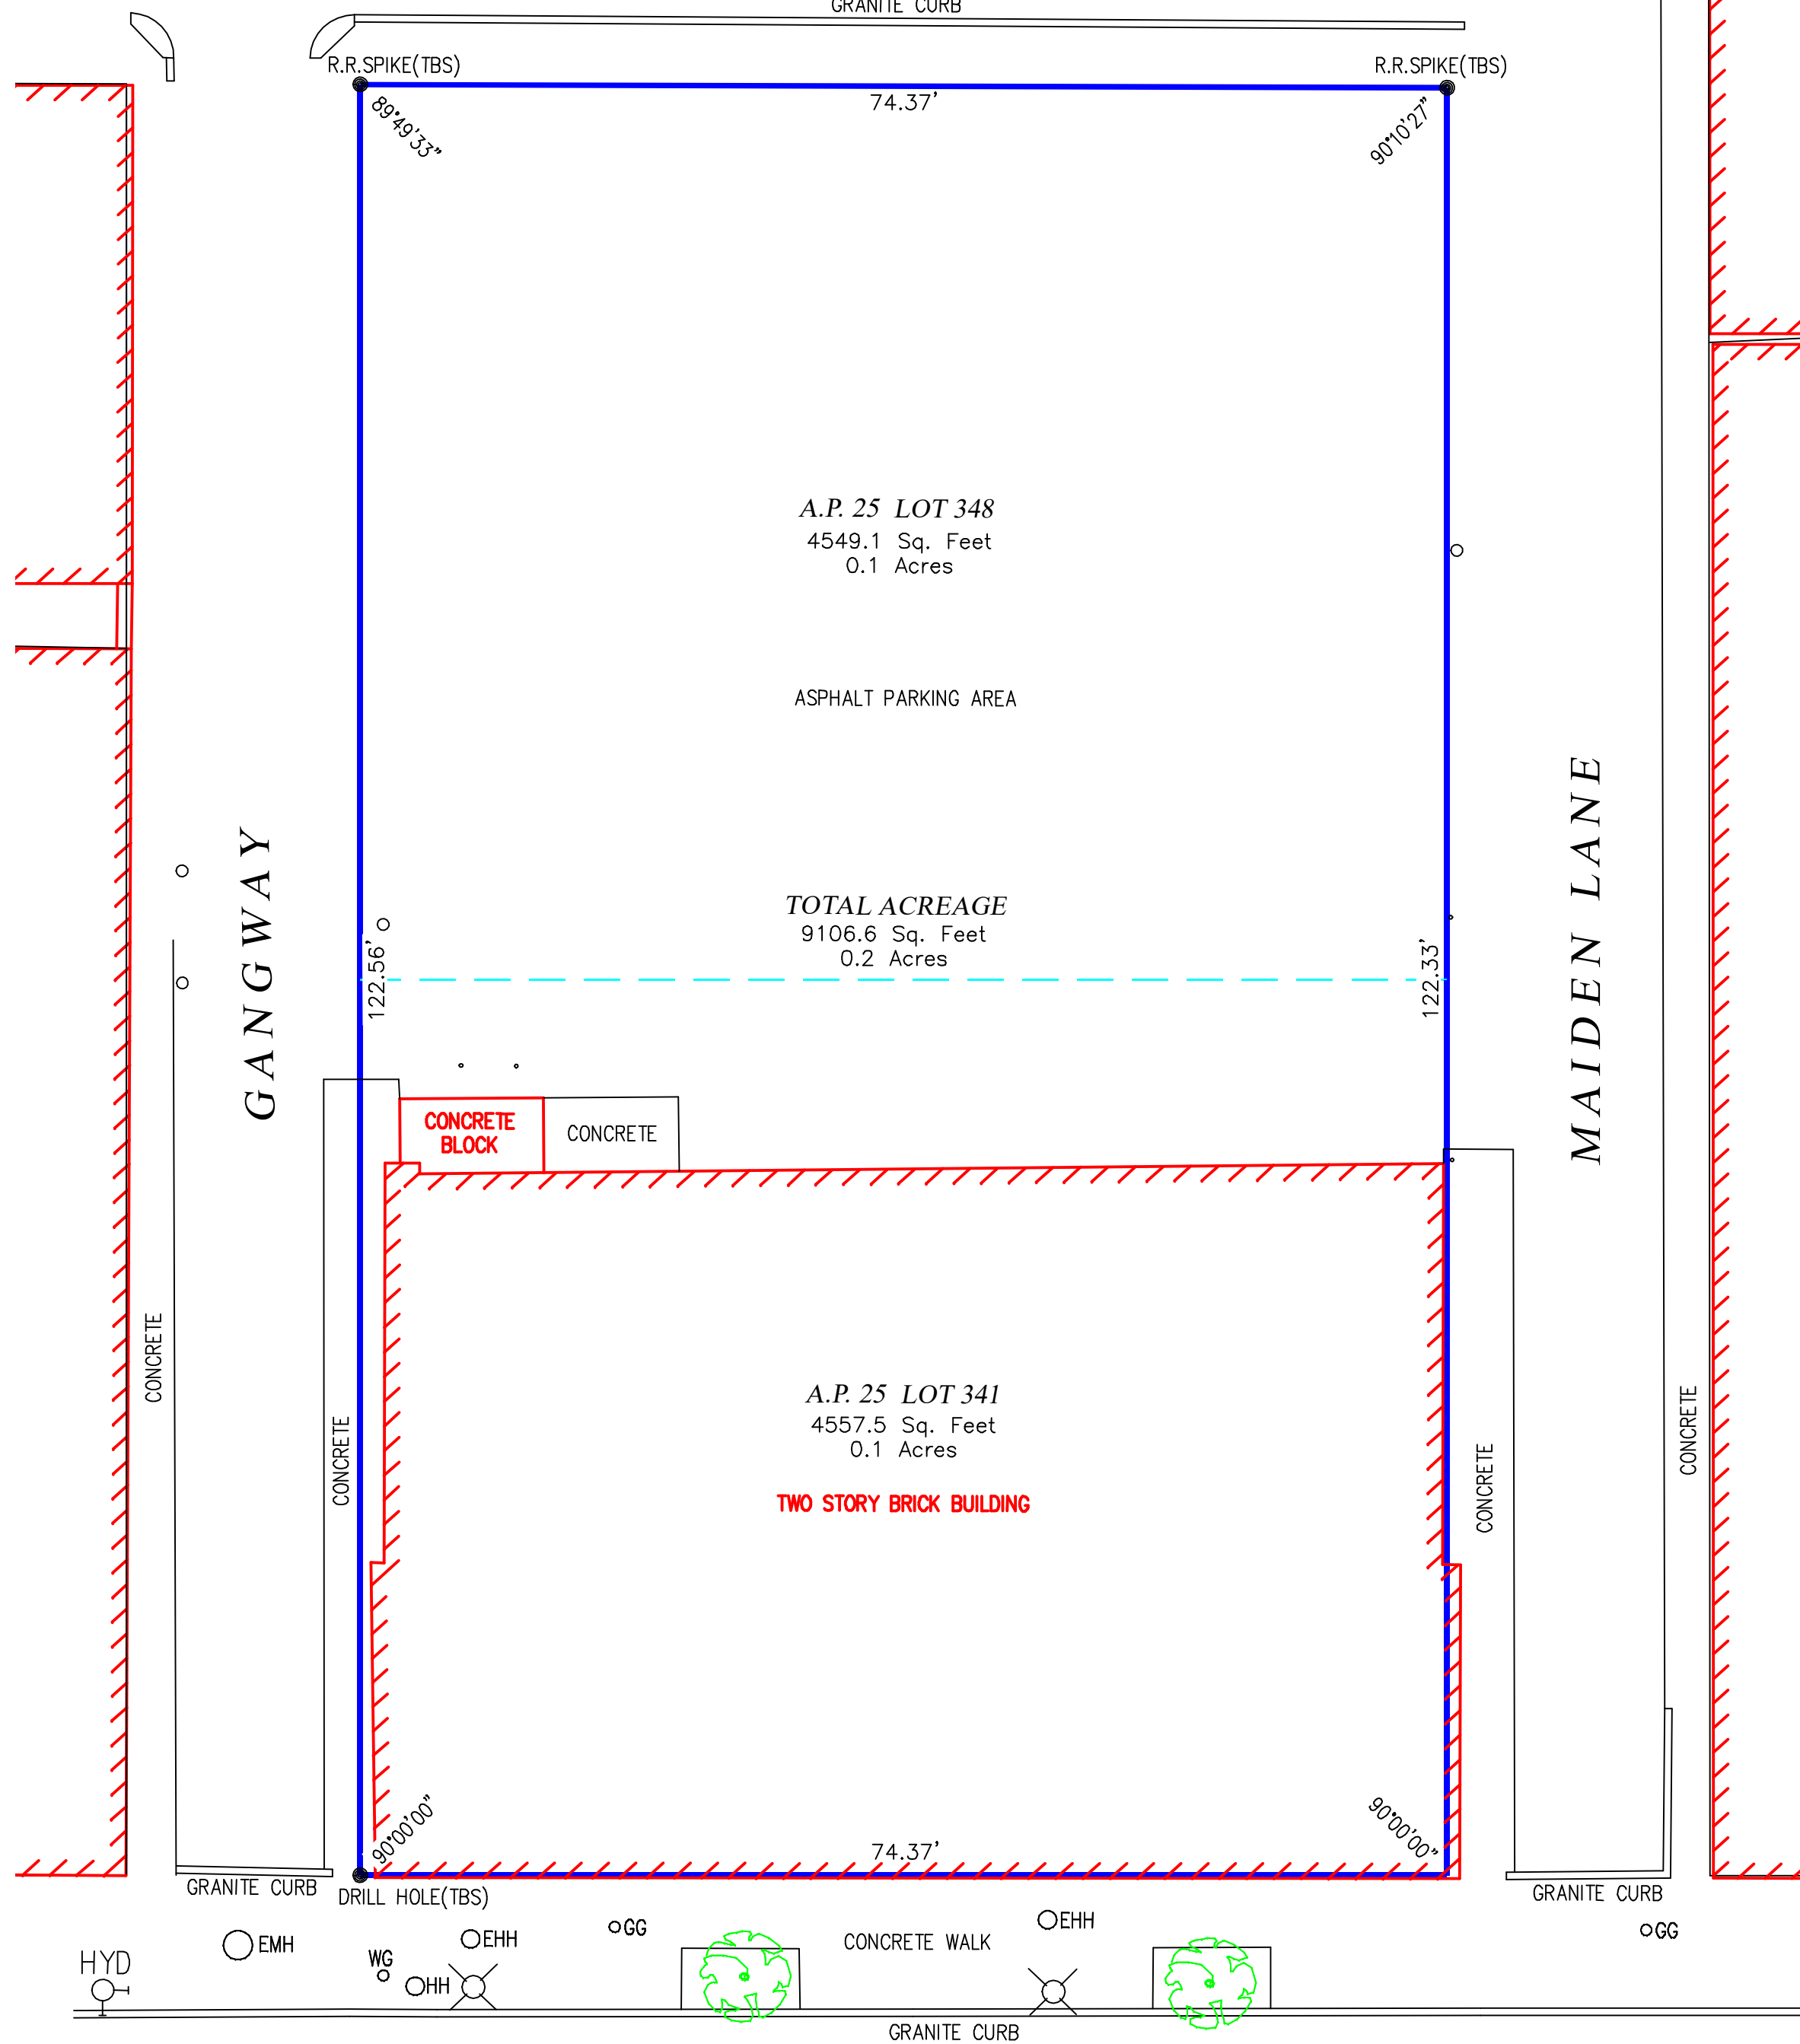 GRANITE CURB
R.R.SPIKE(TBS)
R.R.SPIKE(TBS)
74.37'
89°49'33"
90°10'27"
A.P. 25 LOT 348
4549.1 Sq. Feet
0.1 Acres
ASPHALT PARKING AREA
GANGWAY
MAIDEN LANE
TOTAL ACREAGE
9106.6 Sq. Feet
0.2 Acres
122.56'
122.33'
CONCRETE
BLOCK
CONCRETE
CONCRETE
CONCRETE
A.P. 25 LOT 341
4557.5 Sq. Feet
0.1 Acres
TWO STORY BRICK BUILDING
CONCRETE
CONCRETE
90°00'00"
74.37'
90°00'00"
GRANITE CURB
DRILL HOLE(TBS)
GRANITE CURB
EMH
EHH
GG
CONCRETE WALK
EHH
GG
HYD
WG
HH
GRANITE CURB